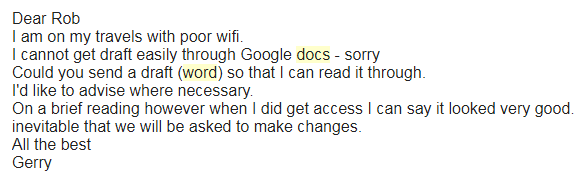 Dear Rob
I am on my travels with poor wifi.
I cannot get draft easily through Google docs - sorry
Could you send a draft (word) so that I can read it through.
I'd like to advise where necessary.
On a brief reading however when I did get access I can say it looked very good.
inevitable that we will be asked to make changes.
All the best
Gerry